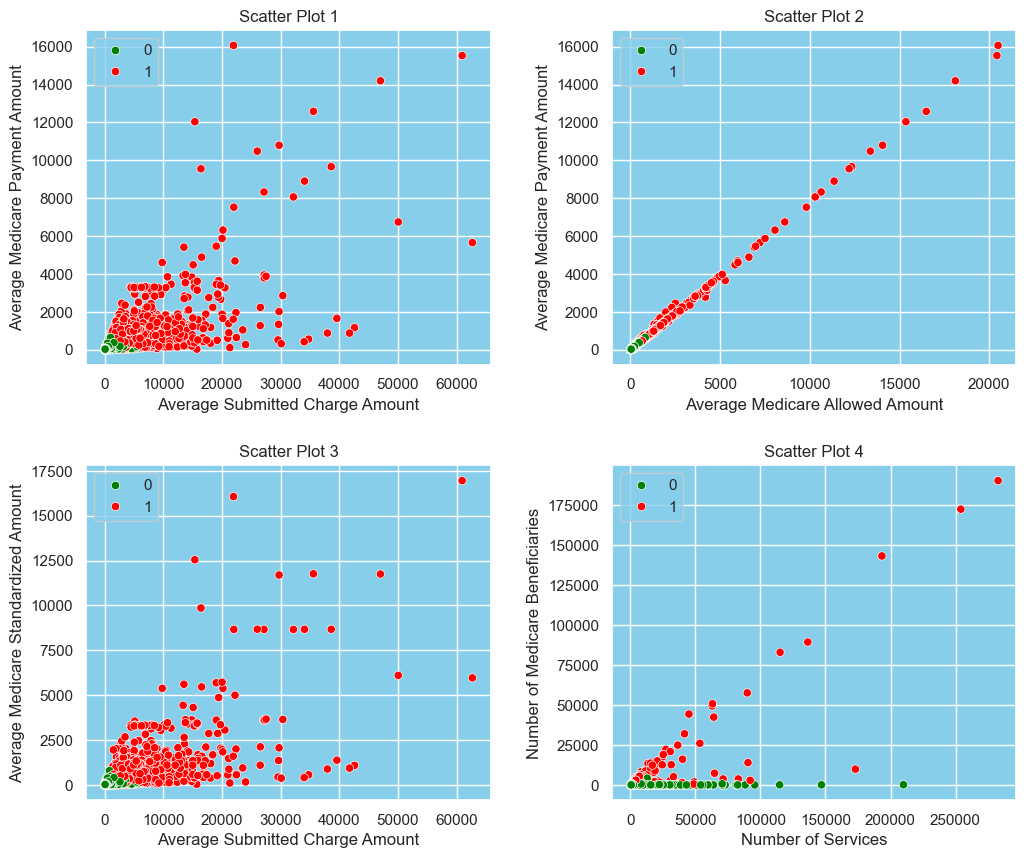 Scatter Plot 1
0
1
16000
14000
12000
10000
8000
6000
4000
2000
0
Average Medicare Payment Amount
0 10000 20000 30000 40000 50000 60000
Average Submitted Charge Amount
Scatter Plot 2
0
1
16000
14000
12000
10000
8000
6000
4000
2000
0
Average Medicare Payment Amount
0 5000 10000 15000 20000
Average Medicare Allowed Amount
Scatter Plot 3
0
1
17500
15000
12500
10000
7500
5000
2500
0
Average Medicare Standardized Amount
0 10000 20000 30000 40000 50000 60000
Average Submitted Charge Amount
Scatter Plot 4
0
1
175000
150000
125000
100000
75000
50000
25000
0
Number of Medicare Beneficiaries
0 50000 100000 150000 200000 250000
Number of Services